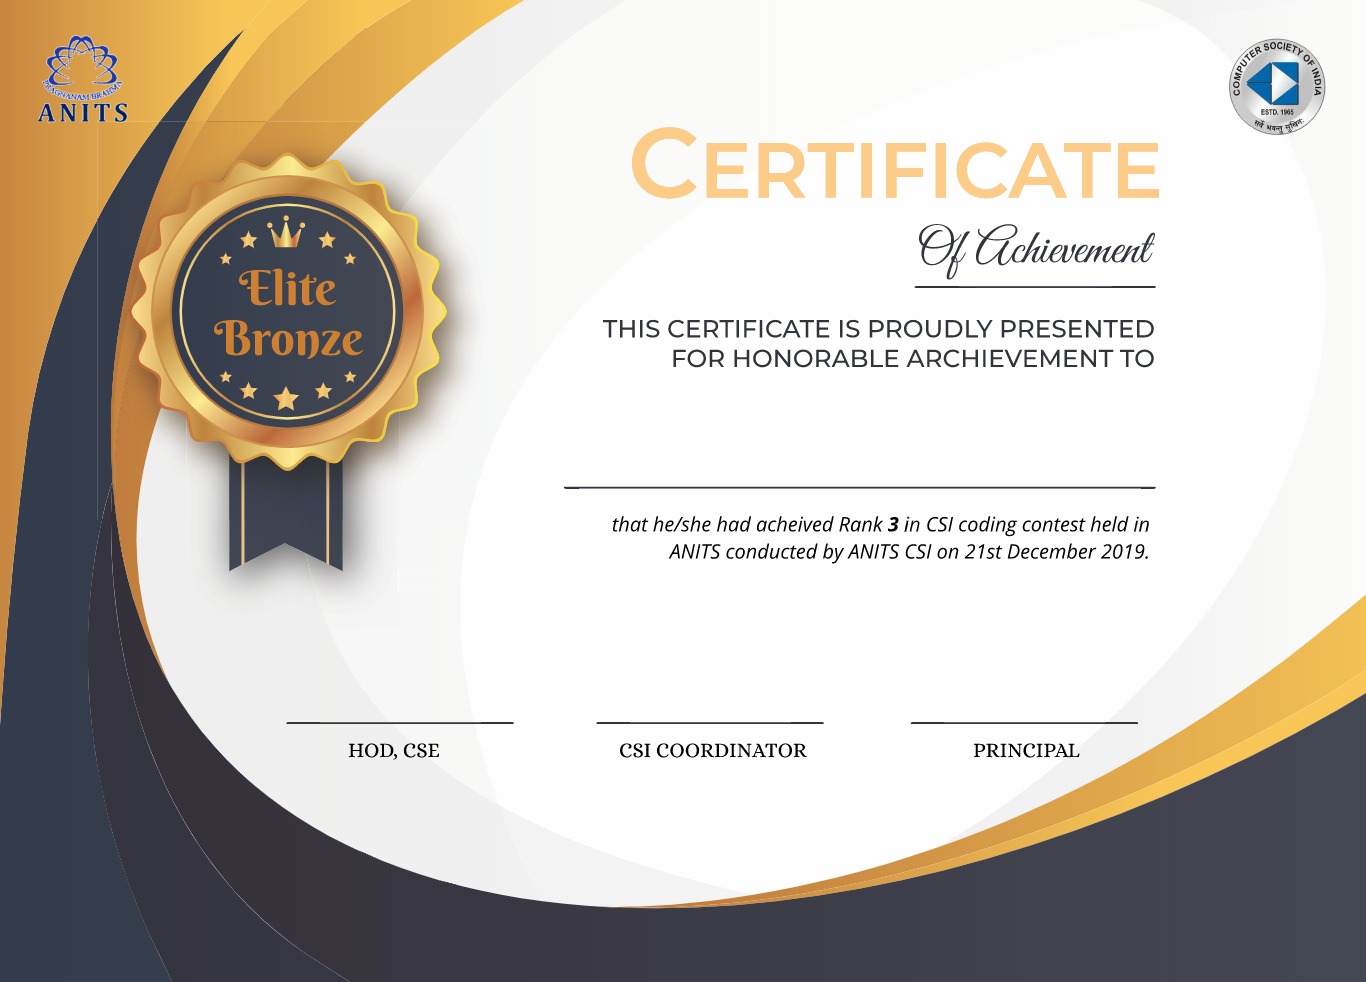 PRAGNANAM BRAHMA
ANITS
COMPUTER SOCIETY OF INDIA
ESTD. 1965
सर्वे भवन्तु सुखिनः
CERTIFICATE
Of Achievement
Elite
Bronze
THIS CERTIFICATE IS PROUDLY PRESENTED
FOR HONORABLE ARCHIEVEMENT TO
that he/she had acheived Rank 3 in CSI coding contest held in
ANITS conducted by ANITS CSI on 21st December 2019.
HOD, CSE
CSI COORDINATOR
PRINCIPAL